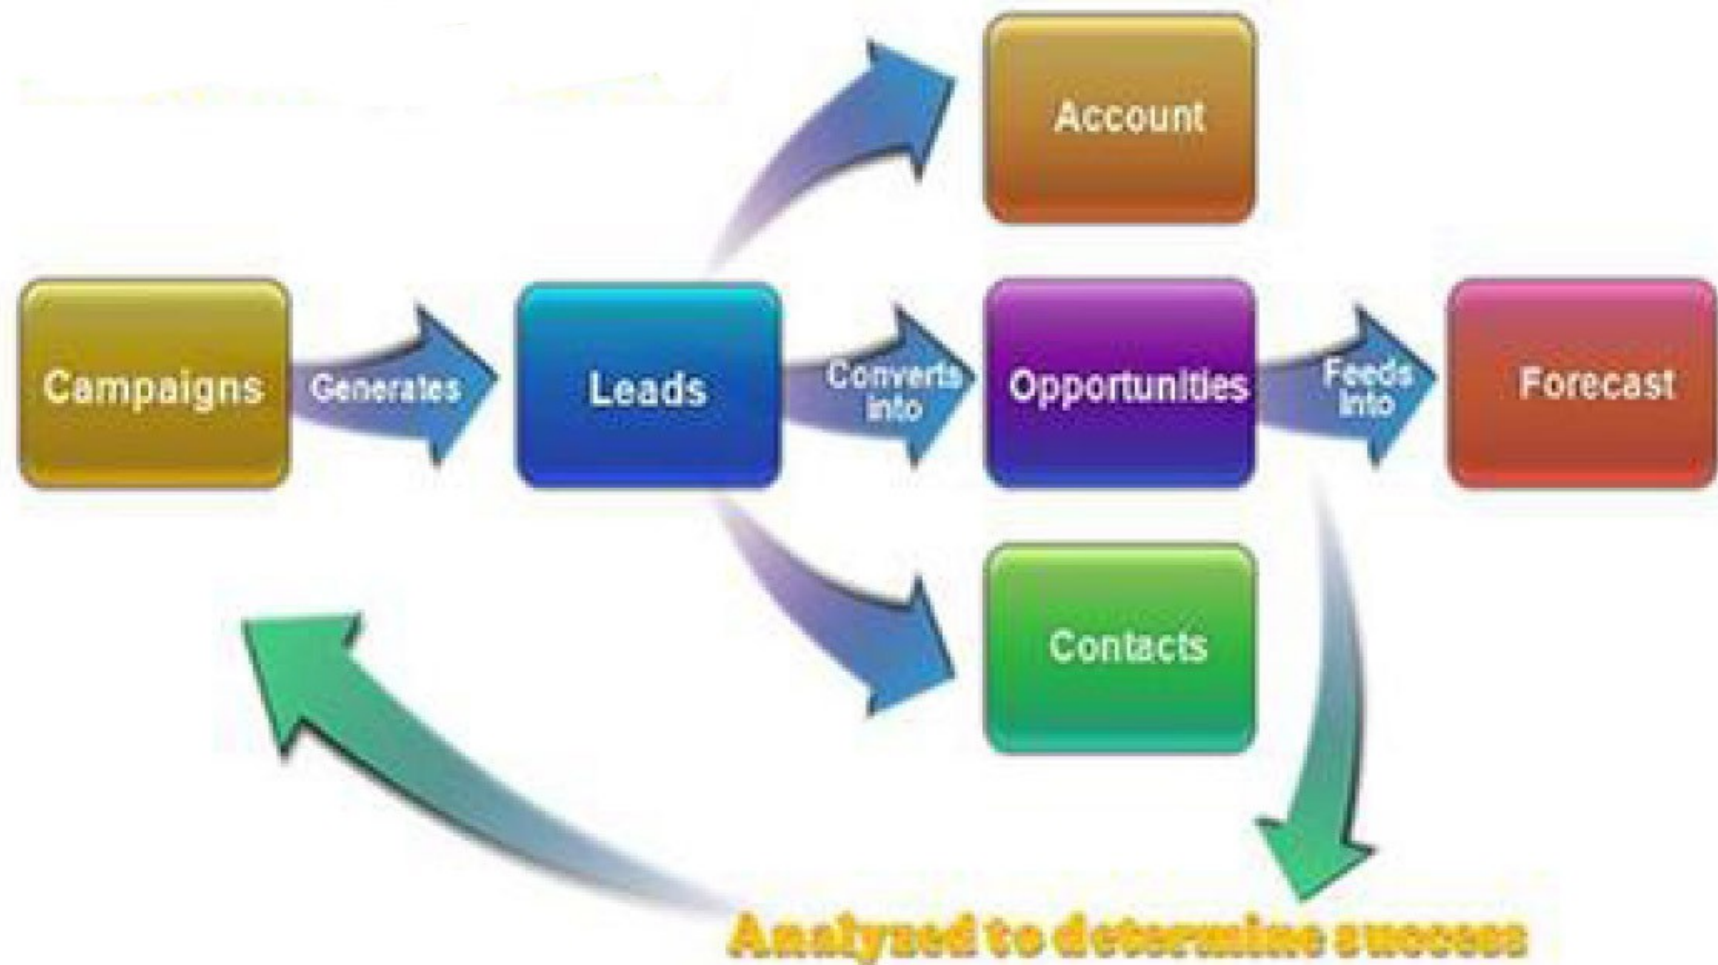 Account
Campaigns
Generates
Leads
Converts
into
Opportunities
Feeds
Into
Forecast
Contacts
Analyzed to determine success